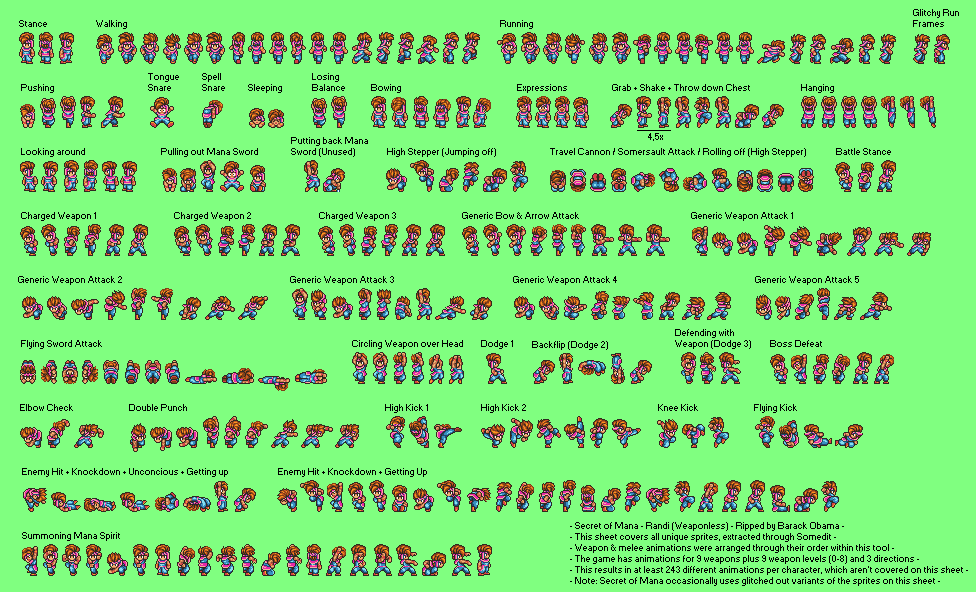 Glitchy Run
Stance
Walking
Running
Frames
Tongue
Spell
Losing
Pushing
Snare
Snare
Sleeping
Balance
Bowing
Expressions
Grab + Shake + Throw down Chest
Hanging
4,5x
Putting back Mana
Looking around
Pulling out Mana Sword
Sword (Unused)
High Stepper (Jumping off)
Travel Cannon / Somersault Attack / Rolling off (High Stepper)
Battle Stance
Charged Weapon 1
Charged Weapon 2
Charged Weapon 3
Generic Bow & Arrow Attack
Generic Weapon Attack 1
Generic Weapon Attack 2
Generic Weapon Attack 3
Generic Weapon Attack 4
Generic Weapon Attack 5
Defending with
Flying Sword Attack
Circling Weapon over Head
Dodge 1
Backflip (Dodge 2)
Weapon (Dodge 3)
Boss Defeat
Elbow Check
Double Punch
High Kick 1
High Kick 2
Knee Kick
Flying Kick
Enemy Hit + Knockdown + Unconcious + Getting up
Enemy Hit + Knockdown + Getting Up
Summoning Mana Spirit
- Secret of Mana - Randi (Weaponless) - Ripped by Barack Obama -
- This sheet covers all unique sprites, extracted through Somedit -
- Weapon & melee animations were arranged through their order within this tool -
- The game has animations for 9 weapons plus 9 weapon levels (0-8) and 3 directions -
- This results in at least 243 different animations per character, which aren't covered on this sheet -
- Note: Secret of Mana occasionally uses glitched out variants of the sprites on this sheet -